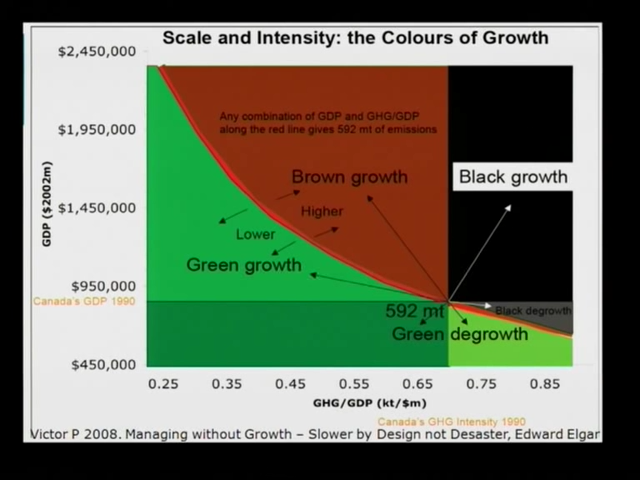 Scale and Intensity: the Colours of Growth
$2,450,000
$1,950,000
$1,450,000
$950,000
$450,000
GDP ($2002m)
Canada's GDP 1990
Any combination of GDP and GHG/GDP
along the red line gives 592 mt of emissions
Brown growth
Black growth
Higher
Lower
Green growth
592 mt
Black degrowth
Green degrowth
0.25 0.35 0.45 0.55 0.65 0.75 0.85
GHG/GDP (kt/$m)
Canada's GHG Intensity 1990
Victor P 2008. Managing without Growth – Slower by Design not Desaster, Edward Elgar